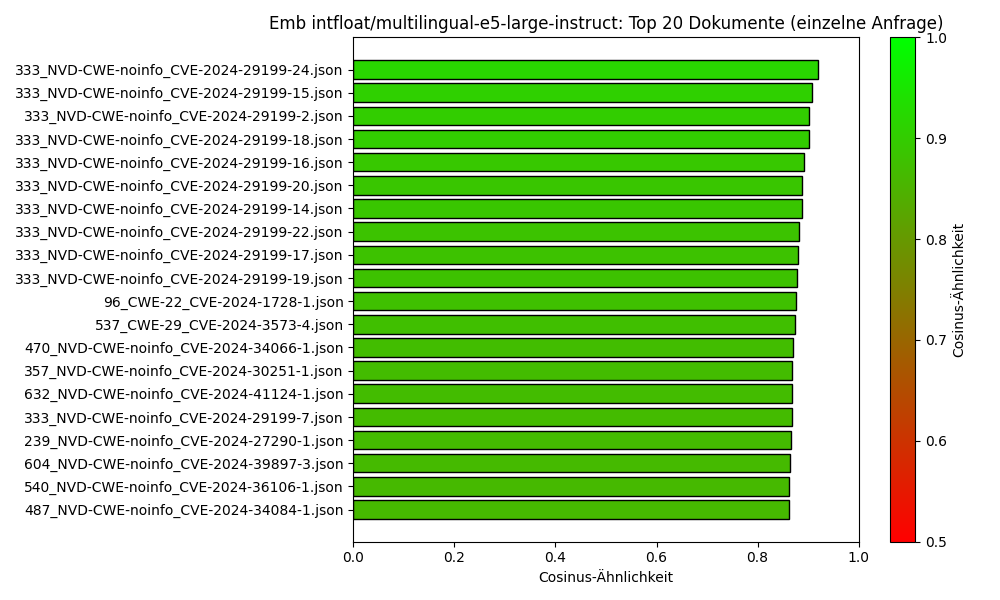 Emb intfloat/multilingual-e5-large-instruct: Top 20 Dokumente (einzelne Anfrage)
333_NVD-CWE-noinfo_CVE-2024-29199-24.json
333_NVD-CWE-noinfo_CVE-2024-29199-15.json
333_NVD-CWE-noinfo_CVE-2024-29199-2.json
333_NVD-CWE-noinfo_CVE-2024-29199-18.json
333_NVD-CWE-noinfo_CVE-2024-29199-16.json
333_NVD-CWE-noinfo_CVE-2024-29199-20.json
333_NVD-CWE-noinfo_CVE-2024-29199-14.json
333_NVD-CWE-noinfo_CVE-2024-29199-22.json
333_NVD-CWE-noinfo_CVE-2024-29199-17.json
333_NVD-CWE-noinfo_CVE-2024-29199-19.json
96_CWE-22_CVE-2024-1728-1.json
537_CWE-29_CVE-2024-3573-4.json
470_NVD-CWE-noinfo_CVE-2024-34066-1.json
357_NVD-CWE-noinfo_CVE-2024-30251-1.json
632_NVD-CWE-noinfo_CVE-2024-41124-1.json
333_NVD-CWE-noinfo_CVE-2024-29199-7.json
239_NVD-CWE-noinfo_CVE-2024-27290-1.json
604_NVD-CWE-noinfo_CVE-2024-39897-3.json
540_NVD-CWE-noinfo_CVE-2024-36106-1.json
487_NVD-CWE-noinfo_CVE-2024-34084-1.json
0.0 0.2 0.4 0.6 0.8 1.0
Cosinus-Ähnlichkeit
1.0
0.9
0.8
0.7
0.6
0.5
Cosinus-Ähnlichkeit